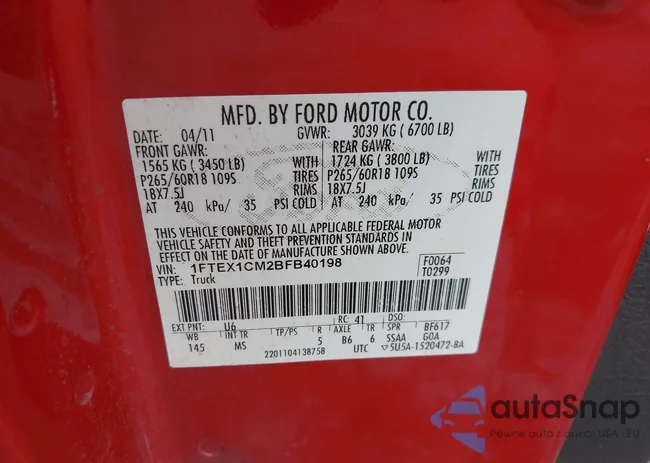 MFD. BY FORD MOTOR CO.
DATE: 04/11 GVWR: 3039 KG ( 6700 LB)
FRONT GAWR: REAR GAWR:
1565 KG ( 3450 LB) WITH 1724 KG ( 3800 LB) WITH
P265/60R18 109S TIRES P265/60R18 109S TIRES
18X7.5J RIMS 18X7.5J RIMS
AT 240 kPa/ 35 PSI COLD AT 240 kPa/ 35 PSI COLD
THIS VEHICLE CONFORMS TO ALL APPLICABLE FEDERAL MOTOR
VEHICLE SAFETY AND THEFT PREVENTION STANDARDS IN
EFFECT ON THE DATE OF MANUFACTURE SHOWN ABOVE.
VIN: 1FTEX1CM2BFB40198 F0064
TYPE: Truck T0299
EXT PNT: U6 RC: 41 DSO:
WB INT TR TP/PS R AXLE TR SPR BF617
145 MS 5 B6 6 SSAA G0A
2201104138758 UTC ▽5U5A-1520472-BA
autoSnap
Pewne auto z aukcji USA - EU